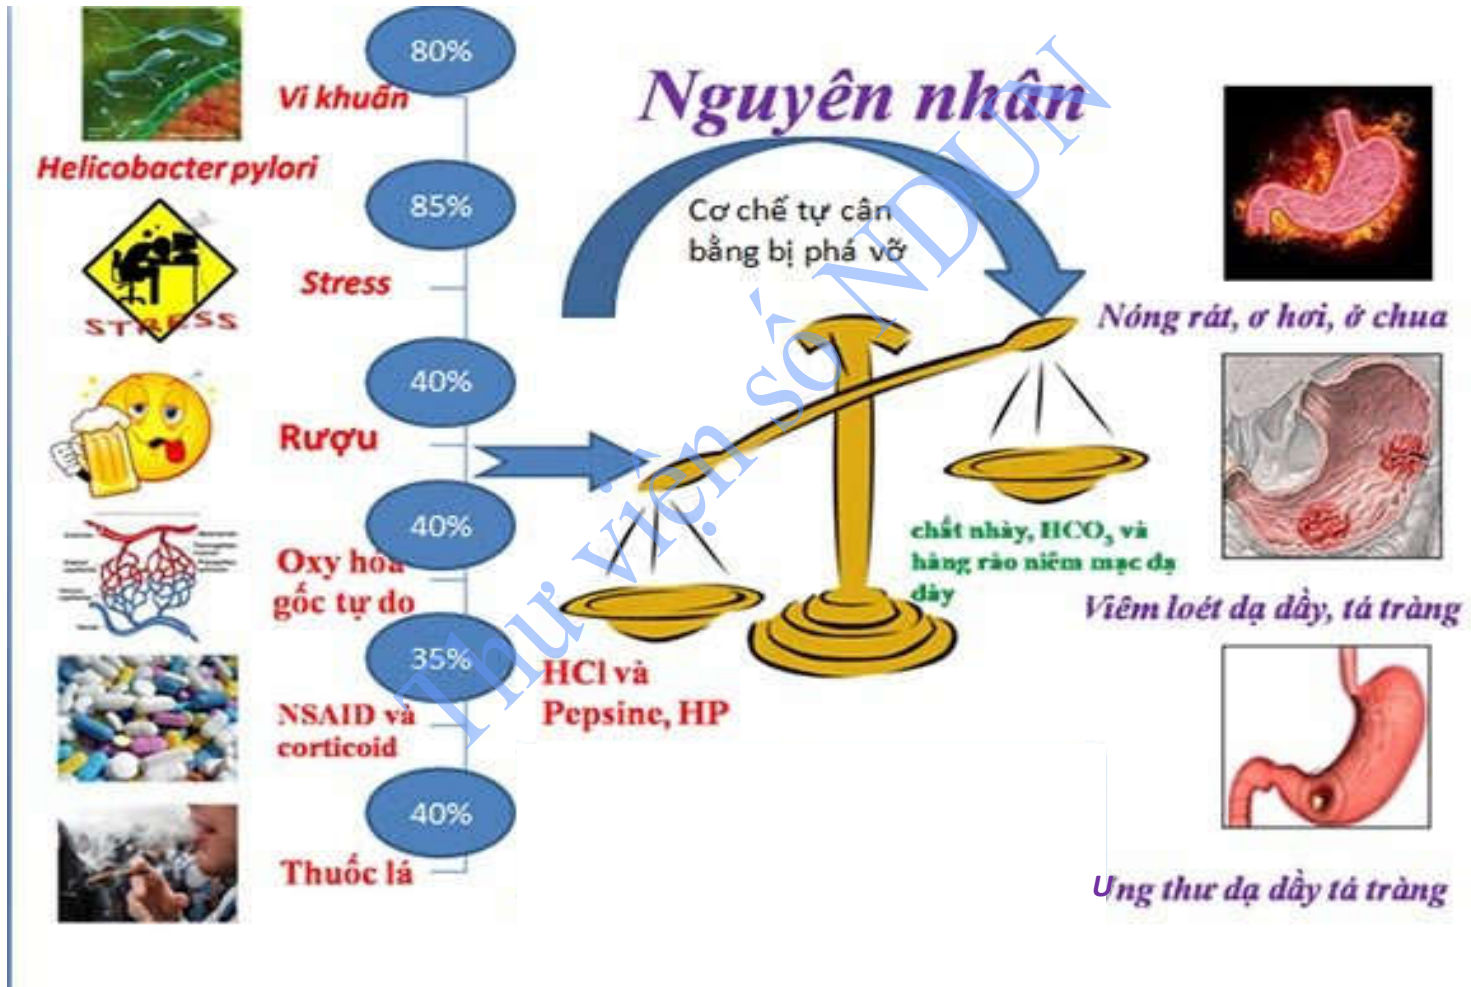 Nguyên nhân
80%
Vi khuẩn
Helicobacter pylori
85%
Stress
STRESS
40%
Rượu
40%
Oxy hóa
gốc tự do
35%
NSAID và
corticoid
40%
Thuốc lá
Cơ chế tự cân
bằng bị phá vỡ
HCl và
Pepsine, HP
chất nhày, HCO₃ và
hàng rào niêm mạc dạ
dày
Nóng rát, ơ hơi, ở chua
Viêm loét dạ dầy, tá tràng
Ung thư dạ dầy tá tràng
Thư viện số NDUN